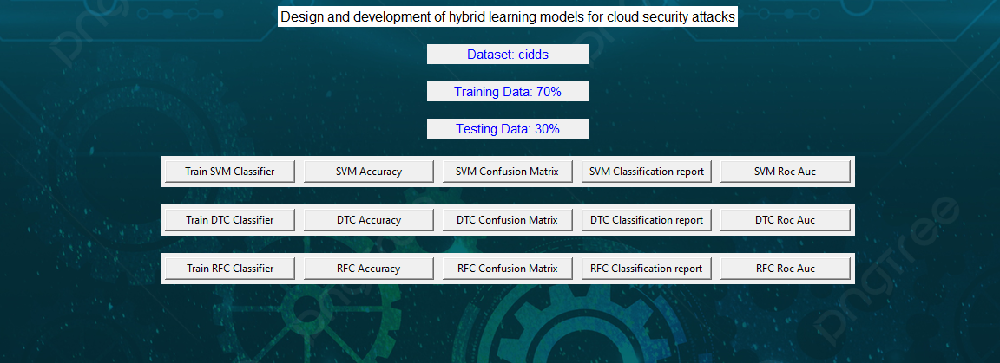 Design and development of hybrid learning models for cloud security attacks
pngtree
Dataset: cidds
Training Data: 70%
Testing Data: 30%
Train SVM Classifier SVM Accuracy SVM Confusion Matrix SVM Classification report SVM Roc Auc
Train DTC Classifier DTC Accuracy DTC Confusion Matrix DTC Classification report DTC Roc Auc
pngtree
Train RFC Classifier RFC Accuracy RFC Confusion Matrix RFC Classification report RFC Roc Auc